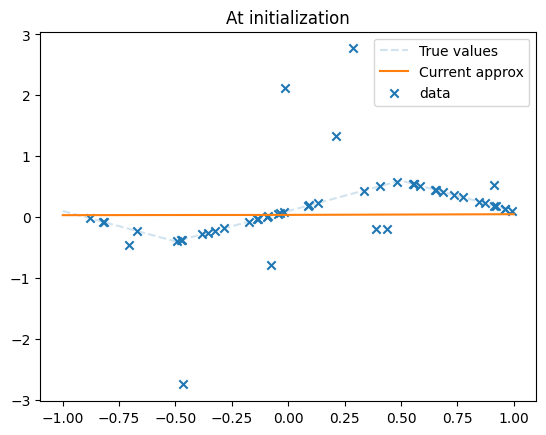 At initialization
True values
Current approx
data
3
2
1
0
−1
−2
−3
−1.00 −0.75 −0.50 −0.25 0.00 0.25 0.50 0.75 1.00